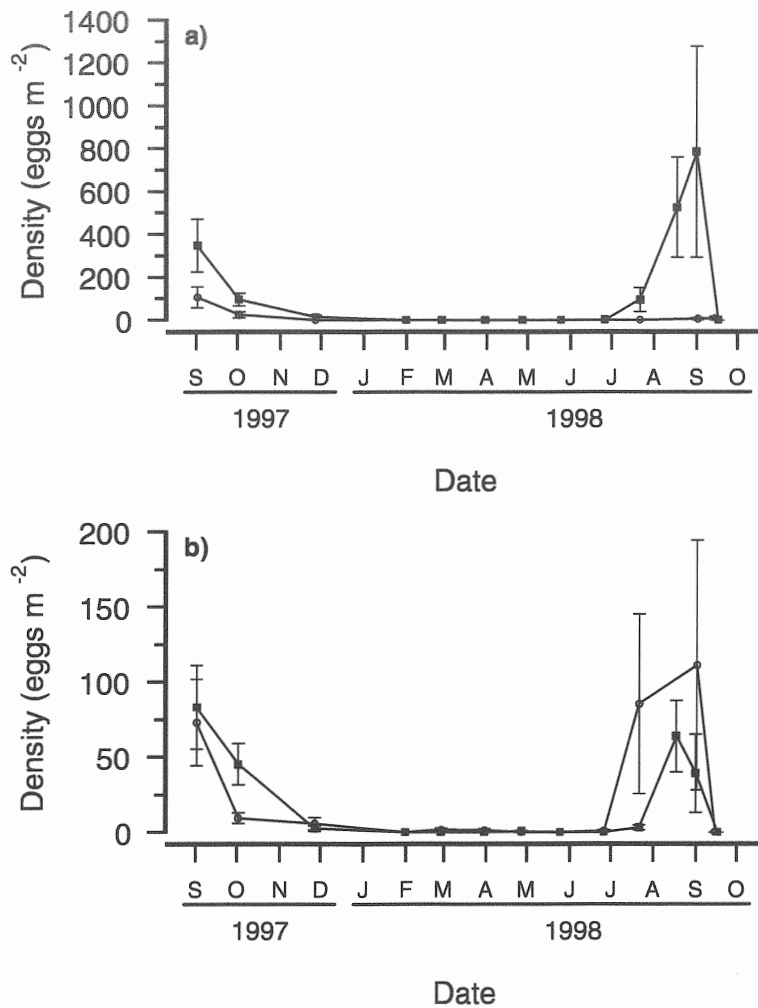 a)
Density (eggs m -2)
1400
1200
1000
800
600
400
200
0
S O N D J F M A M J J A S O
1997 1998
Date
b)
Density (eggs m -2)
200
150
100
50
0
S O N D J F M A M J J A S O
1997 1998
Date